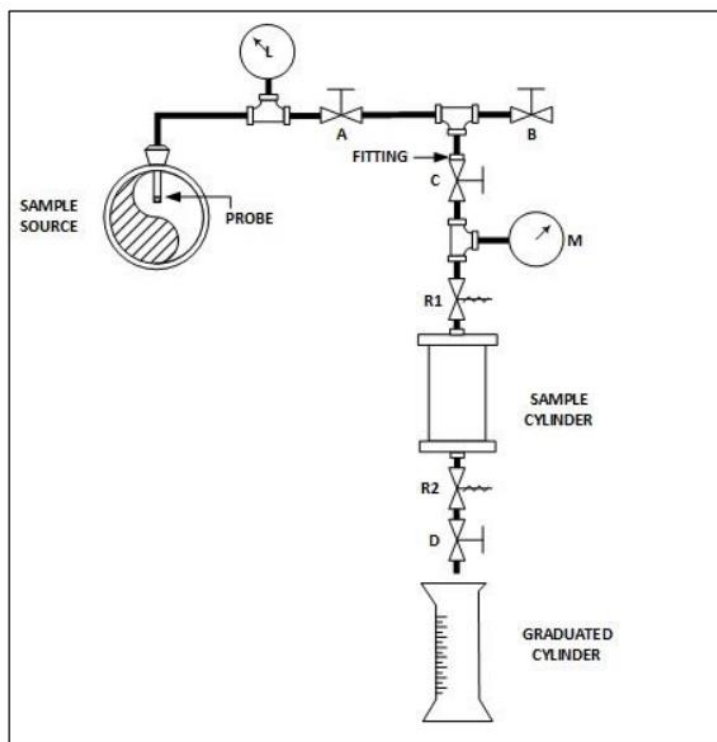 L
A
B
FITTING
C
SAMPLE
SOURCE
PROBE
M
R1
SAMPLE
CYLINDER
R2
D
GRADUATED
CYLINDER